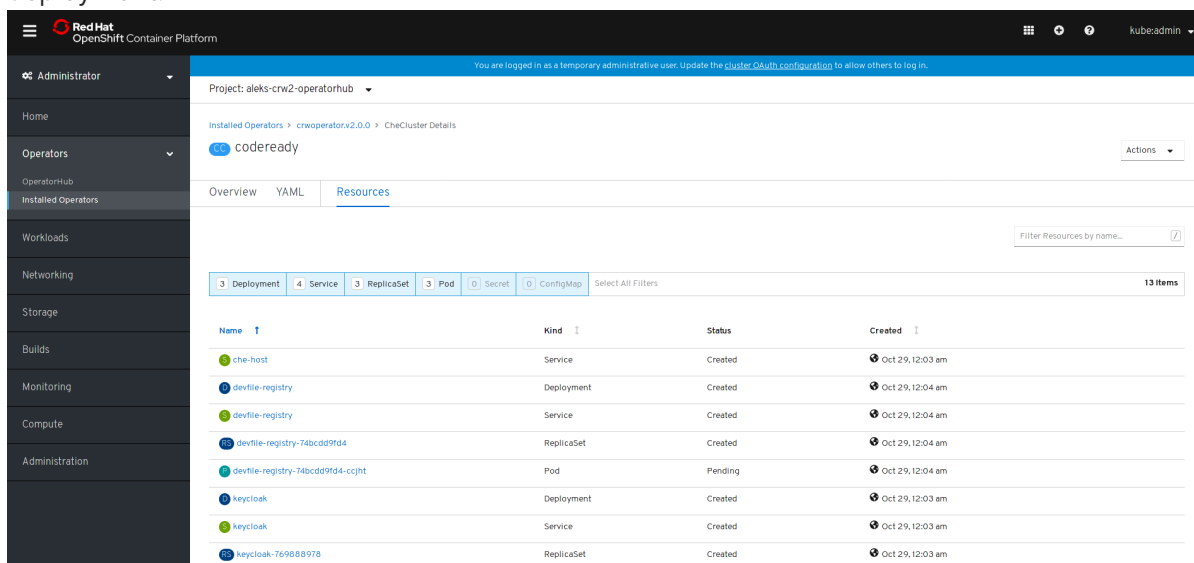 Red Hat
OpenShift Container Platform
kube:admin
Administrator
You are logged in as a temporary administrative user. Update the cluster OAuth configuration to allow others to log in.
Project: aleks-crw2-operatorhub
Home
Installed Operators > crwoperator.v2.0.0 > CheCluster Details
Operators
CC codeready
Actions
OperatorHub
Installed Operators
Overview YAML Resources
Workloads
Filter Resources by name... /
Networking
3 Deployment 4 Service 3 ReplicaSet 3 Pod 0 Secret 0 ConfigMap Select All Filters 13 Items
Storage
Name Kind Status Created
Builds
S che-host Service Created Oct 29, 12:03 am
Monitoring
D devfile-registry Deployment Created Oct 29, 12:04 am
S devfile-registry Service Created Oct 29, 12:04 am
Compute
RS devfile-registry-74bcdd9fd4 ReplicaSet Created Oct 29, 12:04 am
Administration
P devfile-registry-74bcdd9fd4-ccjht Pod Pending Oct 29, 12:04 am
D keycloak Deployment Created Oct 29, 12:03 am
S keycloak Service Created Oct 29, 12:03 am
RS keycloak-769888978 ReplicaSet Created Oct 29, 12:03 am